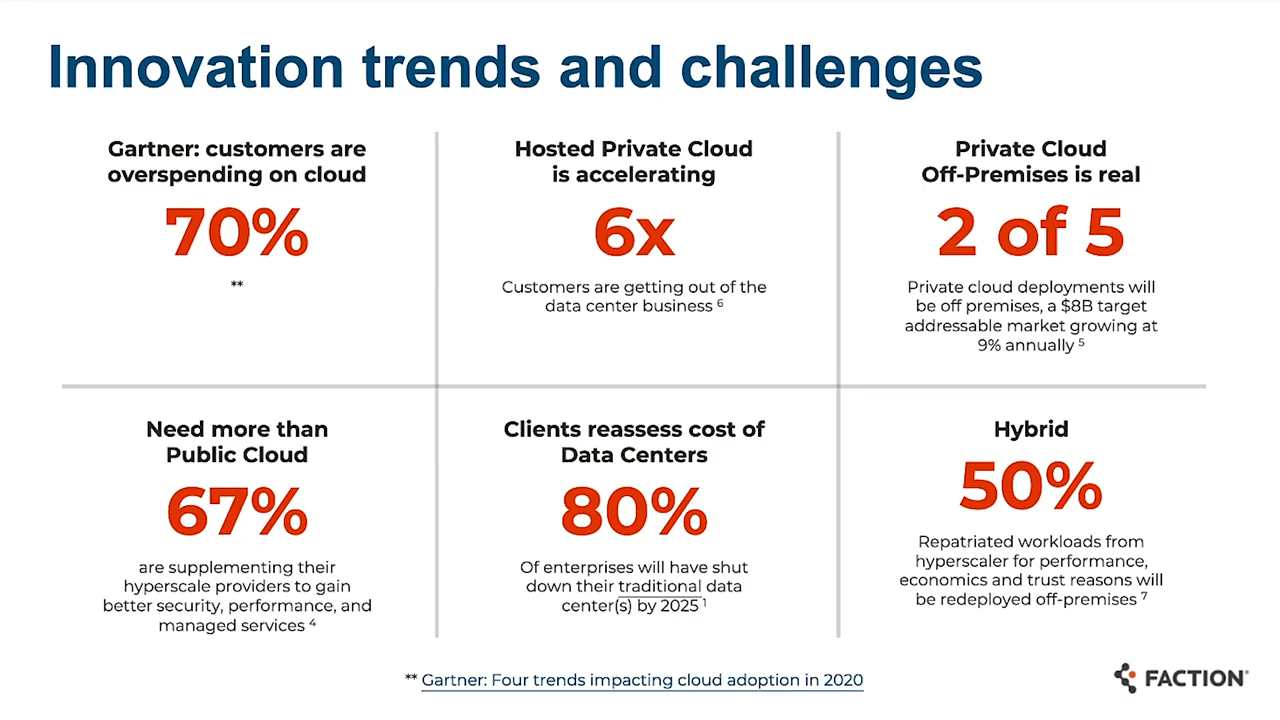 Innovation trends and challenges
Gartner: customers are
overspending on cloud
70%
**
Hosted Private Cloud
is accelerating
6x
Customers are getting out of the
data center business 6
Private Cloud
Off-Premises is real
2 of 5
Private cloud deployments will
be off premises, a $8B target
addressable market growing at
9% annually 5
Need more than
Public Cloud
67%
are supplementing their
hyperscale providers to gain
better security, performance, and
managed services 4
Clients reassess cost of
Data Centers
80%
Of enterprises will have shut
down their traditional data
center(s) by 2025 1
Hybrid
50%
Repatriated workloads from
hyperscaler for performance,
economics and trust reasons will
be redeployed off-premises 7
** Gartner: Four trends impacting cloud adoption in 2020
FACTION®